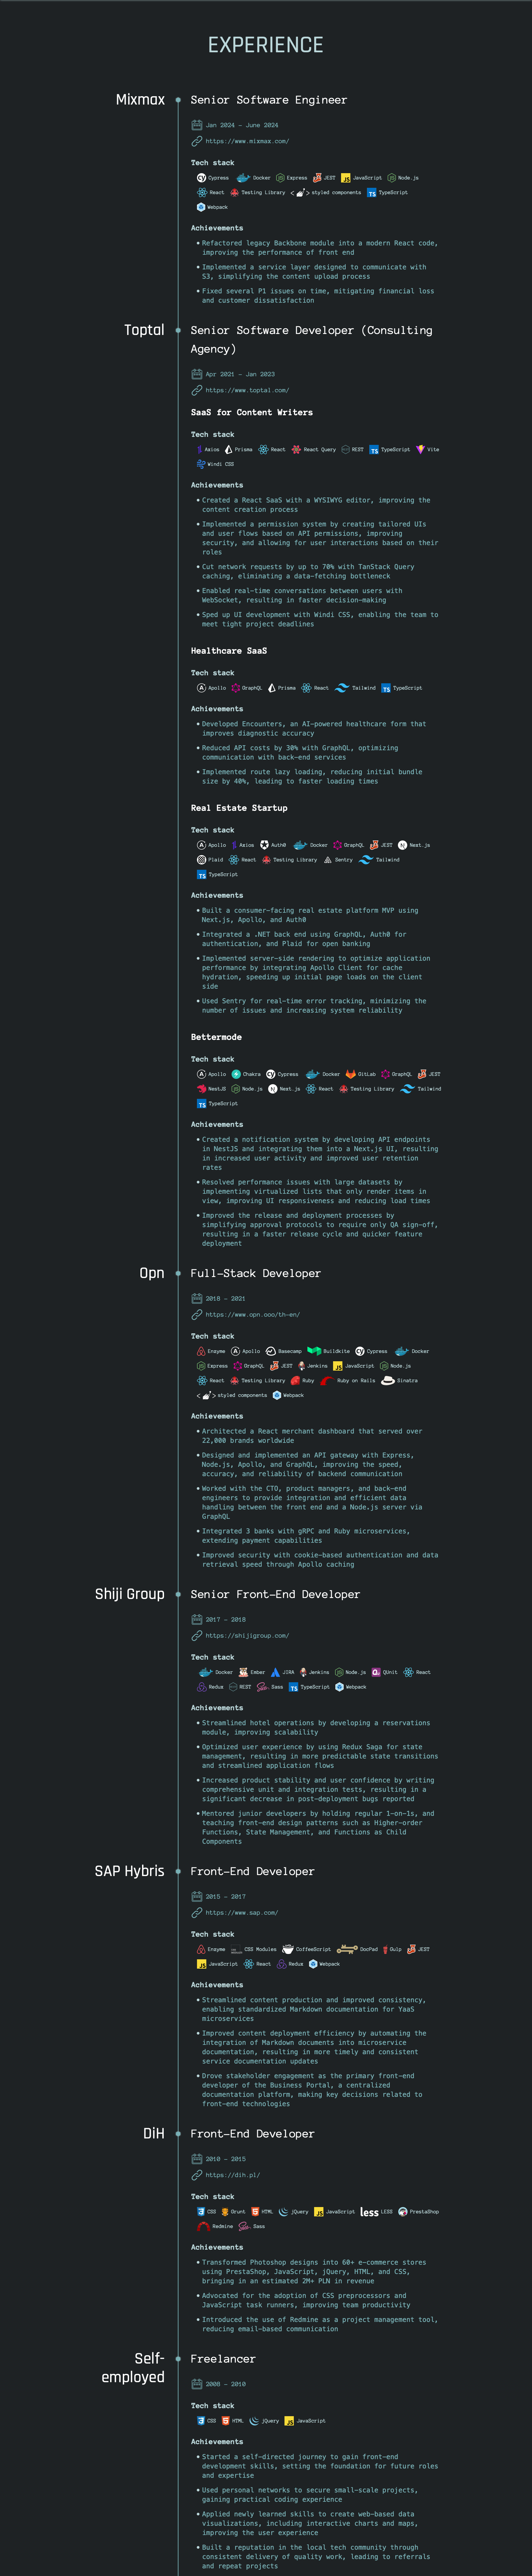 EXPERIENCE
Mixmax
Senior Software Engineer
Jan 2024 – June 2024
https://www.mixmax.com/
Tech stack
Cypress Docker Express JEST JavaScript Node.js
React Testing Library styled components TypeScript
Webpack
Achievements
• Refactored legacy Backbone module into a modern React code,
improving the performance of front end
• Implemented a service layer designed to communicate with
S3, simplifying the content upload process
• Fixed several P1 issues on time, mitigating financial loss
and customer dissatisfaction
Toptal
Senior Software Developer (Consulting
Agency)
Apr 2021 – Jan 2023
https://www.toptal.com/
SaaS for Content Writers
Tech stack
Axios Prisma React React Query REST TypeScript Vite
Windi CSS
Achievements
• Created a React SaaS with a WYSIWYG editor, improving the
content creation process
• Implemented a permission system by creating tailored UIs
and user flows based on API permissions, improving
security, and allowing for user interactions based on their
roles
• Cut network requests by up to 70% with TanStack Query
caching, eliminating a data-fetching bottleneck
• Enabled real-time conversations between users with
WebSocket, resulting in faster decision-making
• Sped up UI development with Windi CSS, enabling the team to
meet tight project deadlines
Healthcare SaaS
Tech stack
Apollo GraphQL Prisma React Tailwind TypeScript
Achievements
• Developed Encounters, an AI-powered healthcare form that
improves diagnostic accuracy
• Reduced API costs by 30% with GraphQL, optimizing
communication with back-end services
• Implemented route lazy loading, reducing initial bundle
size by 40%, leading to faster loading times
Real Estate Startup
Tech stack
Apollo Axios Auth0 Docker GraphQL JEST Next.js
Plaid React Testing Library Sentry Tailwind
TypeScript
Achievements
• Built a consumer-facing real estate platform MVP using
Next.js, Apollo, and Auth0
• Integrated a .NET back end using GraphQL, Auth0 for
authentication, and Plaid for open banking
• Implemented server-side rendering to optimize application
performance by integrating Apollo Client for cache
hydration, speeding up initial page loads on the client
side
• Used Sentry for real-time error tracking, minimizing the
number of issues and increasing system reliability
Bettermode
Tech stack
Apollo Chakra Cypress Docker GitLab GraphQL JEST
NestJS Node.js Next.js React Testing Library Tailwind
TypeScript
Achievements
• Created a notification system by developing API endpoints
in NestJS and integrating them into a Next.js UI, resulting
in increased user activity and improved user retention
rates
• Resolved performance issues with large datasets by
implementing virtualized lists that only render items in
view, improving UI responsiveness and reducing load times
• Improved the release and deployment processes by
simplifying approval protocols to require only QA sign-off,
resulting in a faster release cycle and quicker feature
deployment
Opn
Full-Stack Developer
2018 – 2021
https://www.opn.ooo/th-en/
Tech stack
Enzyme Apollo Basecamp Buildkite Cypress Docker
Express GraphQL JEST Jenkins JavaScript Node.js
React Testing Library Ruby Ruby on Rails Sinatra
styled components Webpack
Achievements
• Architected a React merchant dashboard that served over
22,000 brands worldwide
• Designed and implemented an API gateway with Express,
Node.js, Apollo, and GraphQL, improving the speed,
accuracy, and reliability of backend communication
• Worked with the CTO, product managers, and back-end
engineers to provide integration and efficient data
handling between the front end and a Node.js server via
GraphQL
• Integrated 3 banks with gRPC and Ruby microservices,
extending payment capabilities
• Improved security with cookie-based authentication and data
retrieval speed through Apollo caching
Shiji Group
Senior Front-End Developer
2017 – 2018
https://shijigroup.com/
Tech stack
Docker Ember JIRA Jenkins Node.js QUnit React
Redux REST Sass TypeScript Webpack
Achievements
• Streamlined hotel operations by developing a reservations
module, improving scalability
• Optimized user experience by using Redux Saga for state
management, resulting in more predictable state transitions
and streamlined application flows
• Increased product stability and user confidence by writing
comprehensive unit and integration tests, resulting in a
significant decrease in post-deployment bugs reported
• Mentored junior developers by holding regular 1-on-1s, and
teaching front-end design patterns such as Higher-order
Functions, State Management, and Functions as Child
Components
SAP Hybris
Front-End Developer
2015 – 2017
https://www.sap.com/
Tech stack
Enzyme CSS Modules CoffeeScript DocPad Gulp JEST
JavaScript React Redux Webpack
Achievements
• Streamlined content production and improved consistency,
enabling standardized Markdown documentation for YaaS
microservices
• Improved content deployment efficiency by automating the
integration of Markdown documents into microservice
documentation, resulting in more timely and consistent
service documentation updates
• Drove stakeholder engagement as the primary front-end
developer of the Business Portal, a centralized
documentation platform, making key decisions related to
front-end technologies
DiH
Front-End Developer
2010 – 2015
https://dih.pl/
Tech stack
CSS Grunt HTML jQuery JavaScript less LESS PrestaShop
Redmine Sass
Achievements
• Transformed Photoshop designs into 60+ e-commerce stores
using PrestaShop, JavaScript, jQuery, HTML, and CSS,
bringing in an estimated 2M+ PLN in revenue
• Advocated for the adoption of CSS preprocessors and
JavaScript task runners, improving team productivity
• Introduced the use of Redmine as a project management tool,
reducing email-based communication
Self-
employed
Freelancer
2006 – 2010
Tech stack
CSS HTML jQuery JavaScript
Achievements
• Started a self-directed journey to gain front-end
development skills, setting the foundation for future roles
and expertise
• Used personal networks to secure small-scale projects,
gaining practical coding experience
• Applied newly learned skills to create web-based data
visualizations, including interactive charts and maps,
improving the user experience
• Built a reputation in the local tech community through
consistent delivery of quality work, leading to referrals
and repeat projects